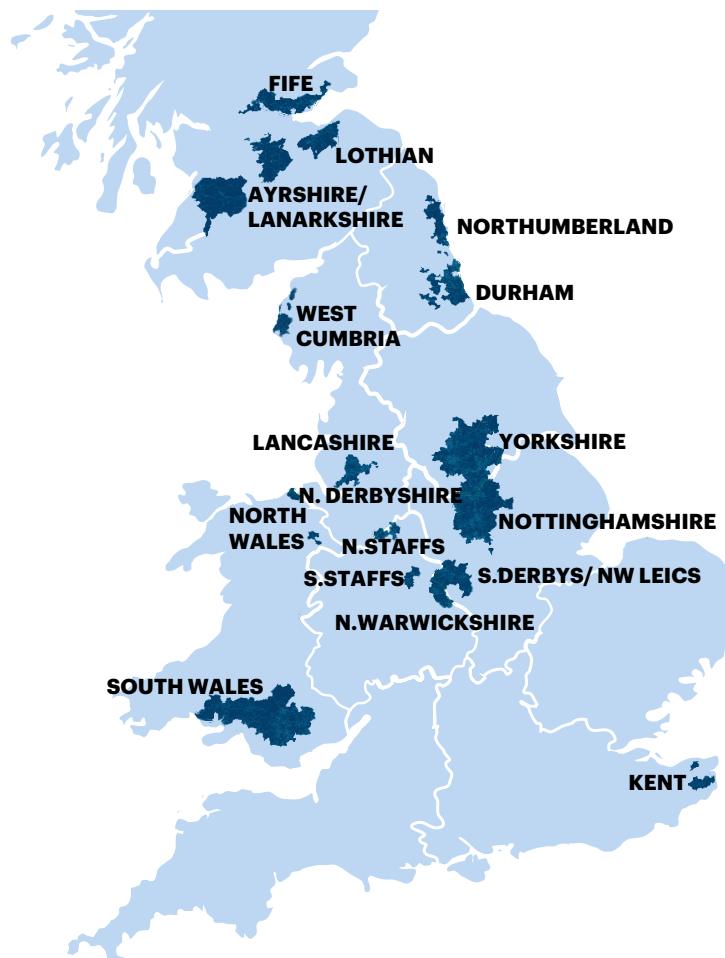 FIFE
LOTHIAN
AYRSHIRE/
LANARKSHIRE
NORTHUMBERLAND
DURHAM
WEST
CUMBRIA
LANCASHIRE
YORKSHIRE
N. DERBYSHIRE
NORTH
WALES
NOTTINGHAMSHIRE
N.STAFFS
S.STAFFS
S.DERBYS/ NW LEICS
N.WARWICKSHIRE
SOUTH WALES
KENT